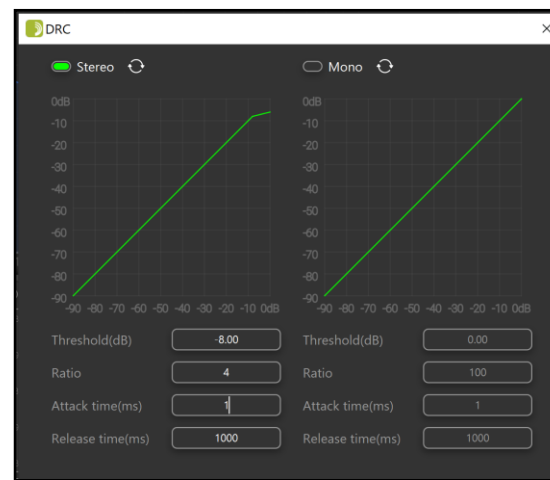 DRC ×
Stereo
Mono
0dB
-10
-20
-30
-40
-50
-60
-70
-80
-90
-90 -80 -70 -60 -50 -40 -30 -20 -10 0dB
0dB
-10
-20
-30
-40
-50
-60
-70
-80
-90
-90 -80 -70 -60 -50 -40 -30 -20 -10 0dB
Threshold(dB) -8.00
Ratio 4
Attack time(ms) 1
Release time(ms) 1000
Threshold(dB) 0.00
Ratio 100
Attack time(ms) 1
Release time(ms) 1000